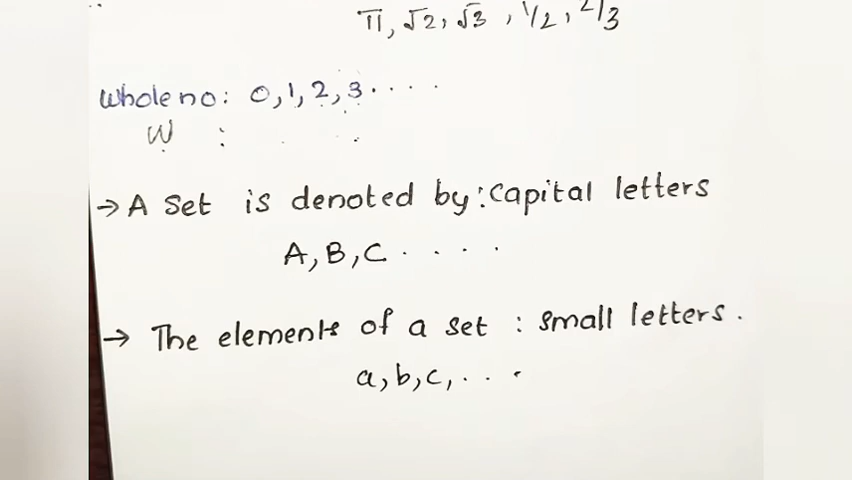 π, √2, √3, 1/2, 2/3
Whole no: 0,1,2,3....
W :
→ A set is denoted by: Capital letters
A, B, C ....
→ The elements of a set : small letters.
a, b, c, ...